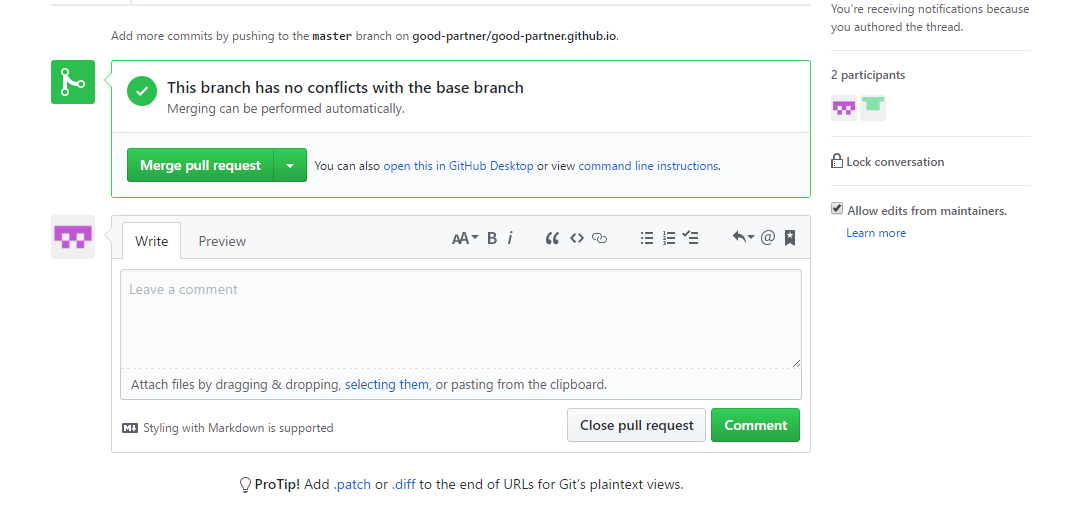 Add more commits by pushing to the master branch on good-partner/good-partner.github.io.
This branch has no conflicts with the base branch
Merging can be performed automatically.
Merge pull request
You can also open this in GitHub Desktop or view command line instructions.
Write
Preview
AA
B
i
@
Leave a comment
Attach files by dragging & dropping, selecting them, or pasting from the clipboard.
Styling with Markdown is supported
Close pull request
Comment
ProTip! Add .patch or .diff to the end of URLs for Git’s plaintext views.
You’re receiving notifications because
you authored the thread.
2 participants
Lock conversation
Allow edits from maintainers.
Learn more